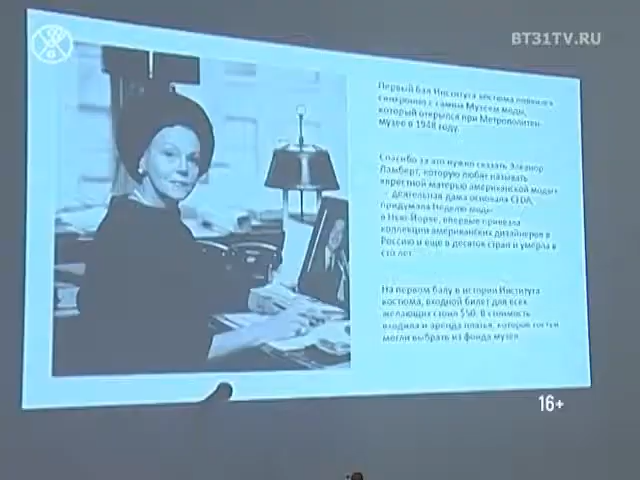 BT31TV.RU
Первый бал Института костюма появился
синхронно с самим Музеем моды,
который открылся при Метрополитен-
музее в 1948 году.
Спасибо за это нужно сказать Элеанор
Ламберт, которую любят называть
«крестной матерью американской моды»
– деятельная дама основала CFDA,
придумала Неделю моды
в Нью-Йорке, впервые привезла
коллекции американских дизайнеров в
Россию и еще в десяток стран и умерла в
сто лет.
На первом балу в истории Института
костюма, входной билет для всех
желающих стоил $50. В стоимость
входила и аренда платья, которое гостьи
могли выбрать из фонда музея
16+